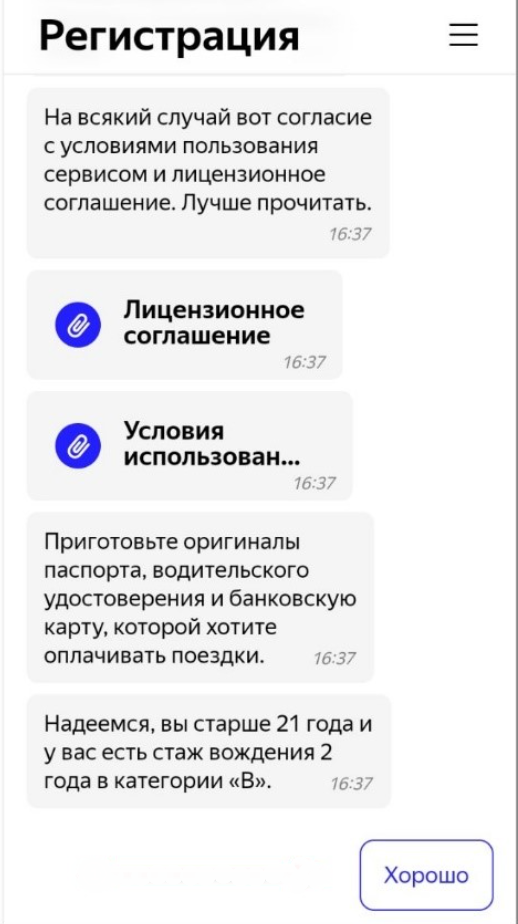 Регистрация
На всякий случай вот согласие
с условиями пользования
сервисом и лицензионное
соглашение. Лучше прочитать.
16:37
Лицензионное
соглашение
16:37
Условия
использован...
16:37
Приготовьте оригиналы
паспорта, водительского
удостоверения и банковскую
карту, которой хотите
оплачивать поездки. 16:37
Надеемся, вы старше 21 года и
у вас есть стаж вождения 2
года в категории «В». 16:37
Хорошо